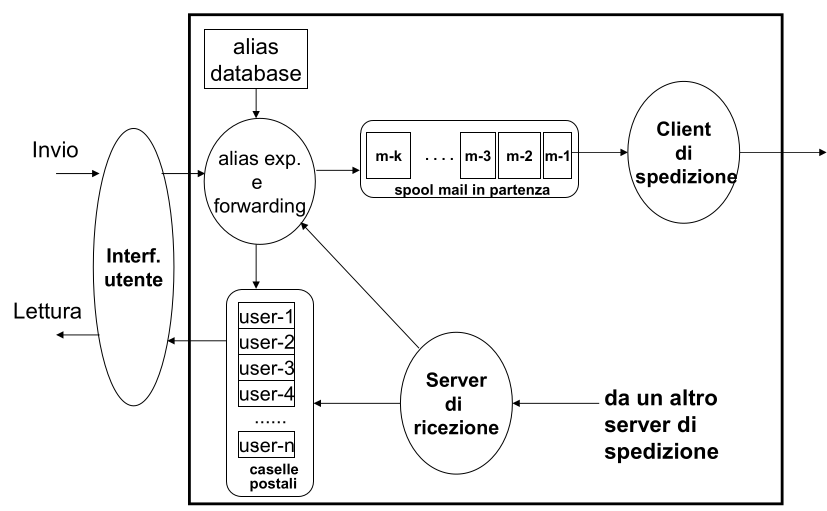 alias
database
Invio
alias exp.
e
forwarding
m-k
. . . .
m-3
m-2
m-1
spool mail in partenza
Client
di
spedizione
Interf.
utente
Lettura
user-1
user-2
user-3
user-4
......
user-n
caselle
postali
Server
di
ricezione
da un altro
server di
spedizione